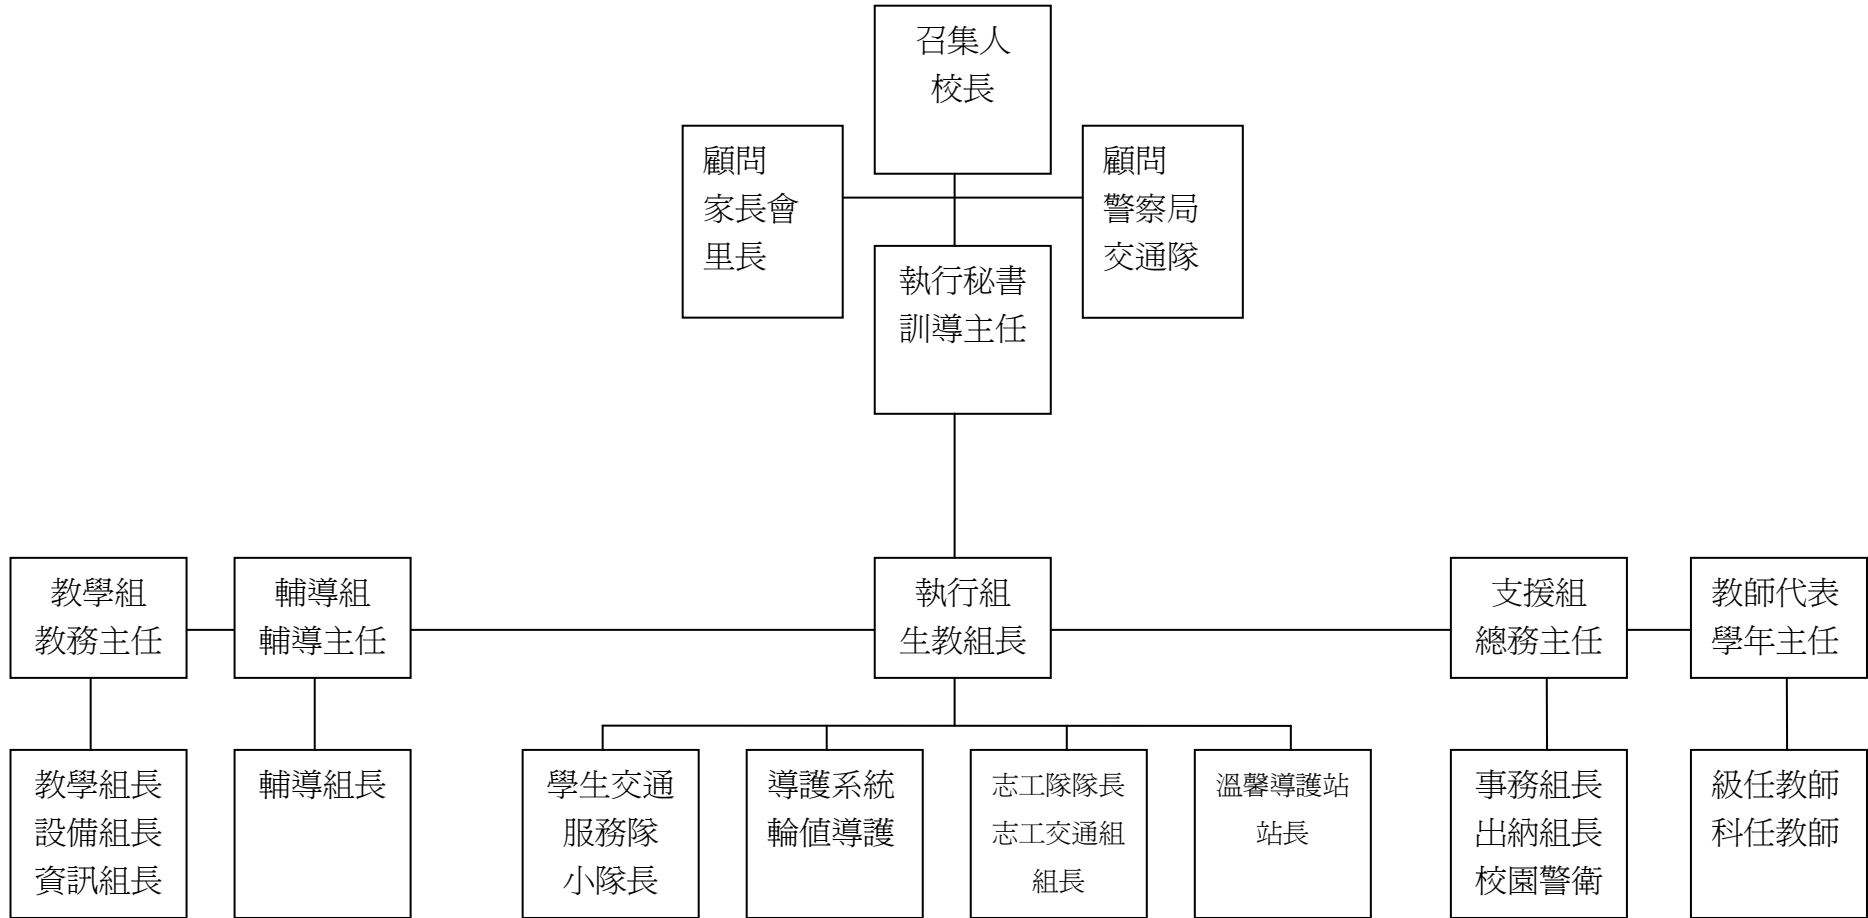 召集人
校長
顧問
家長會
里長
顧問
警察局
交通隊
執行秘書
訓導主任
教學組
教務主任
輔導組
輔導主任
執行組
生教組長
支援組
總務主任
教師代表
學年主任
教學組長
設備組長
資訊組長
輔導組長
學生交通
服務隊
小隊長
導護系統
輪值導護
志工隊隊長
志工交通組
組長
溫馨導護站
站長
事務組長
出納組長
校園警衛
級任教師
科任教師